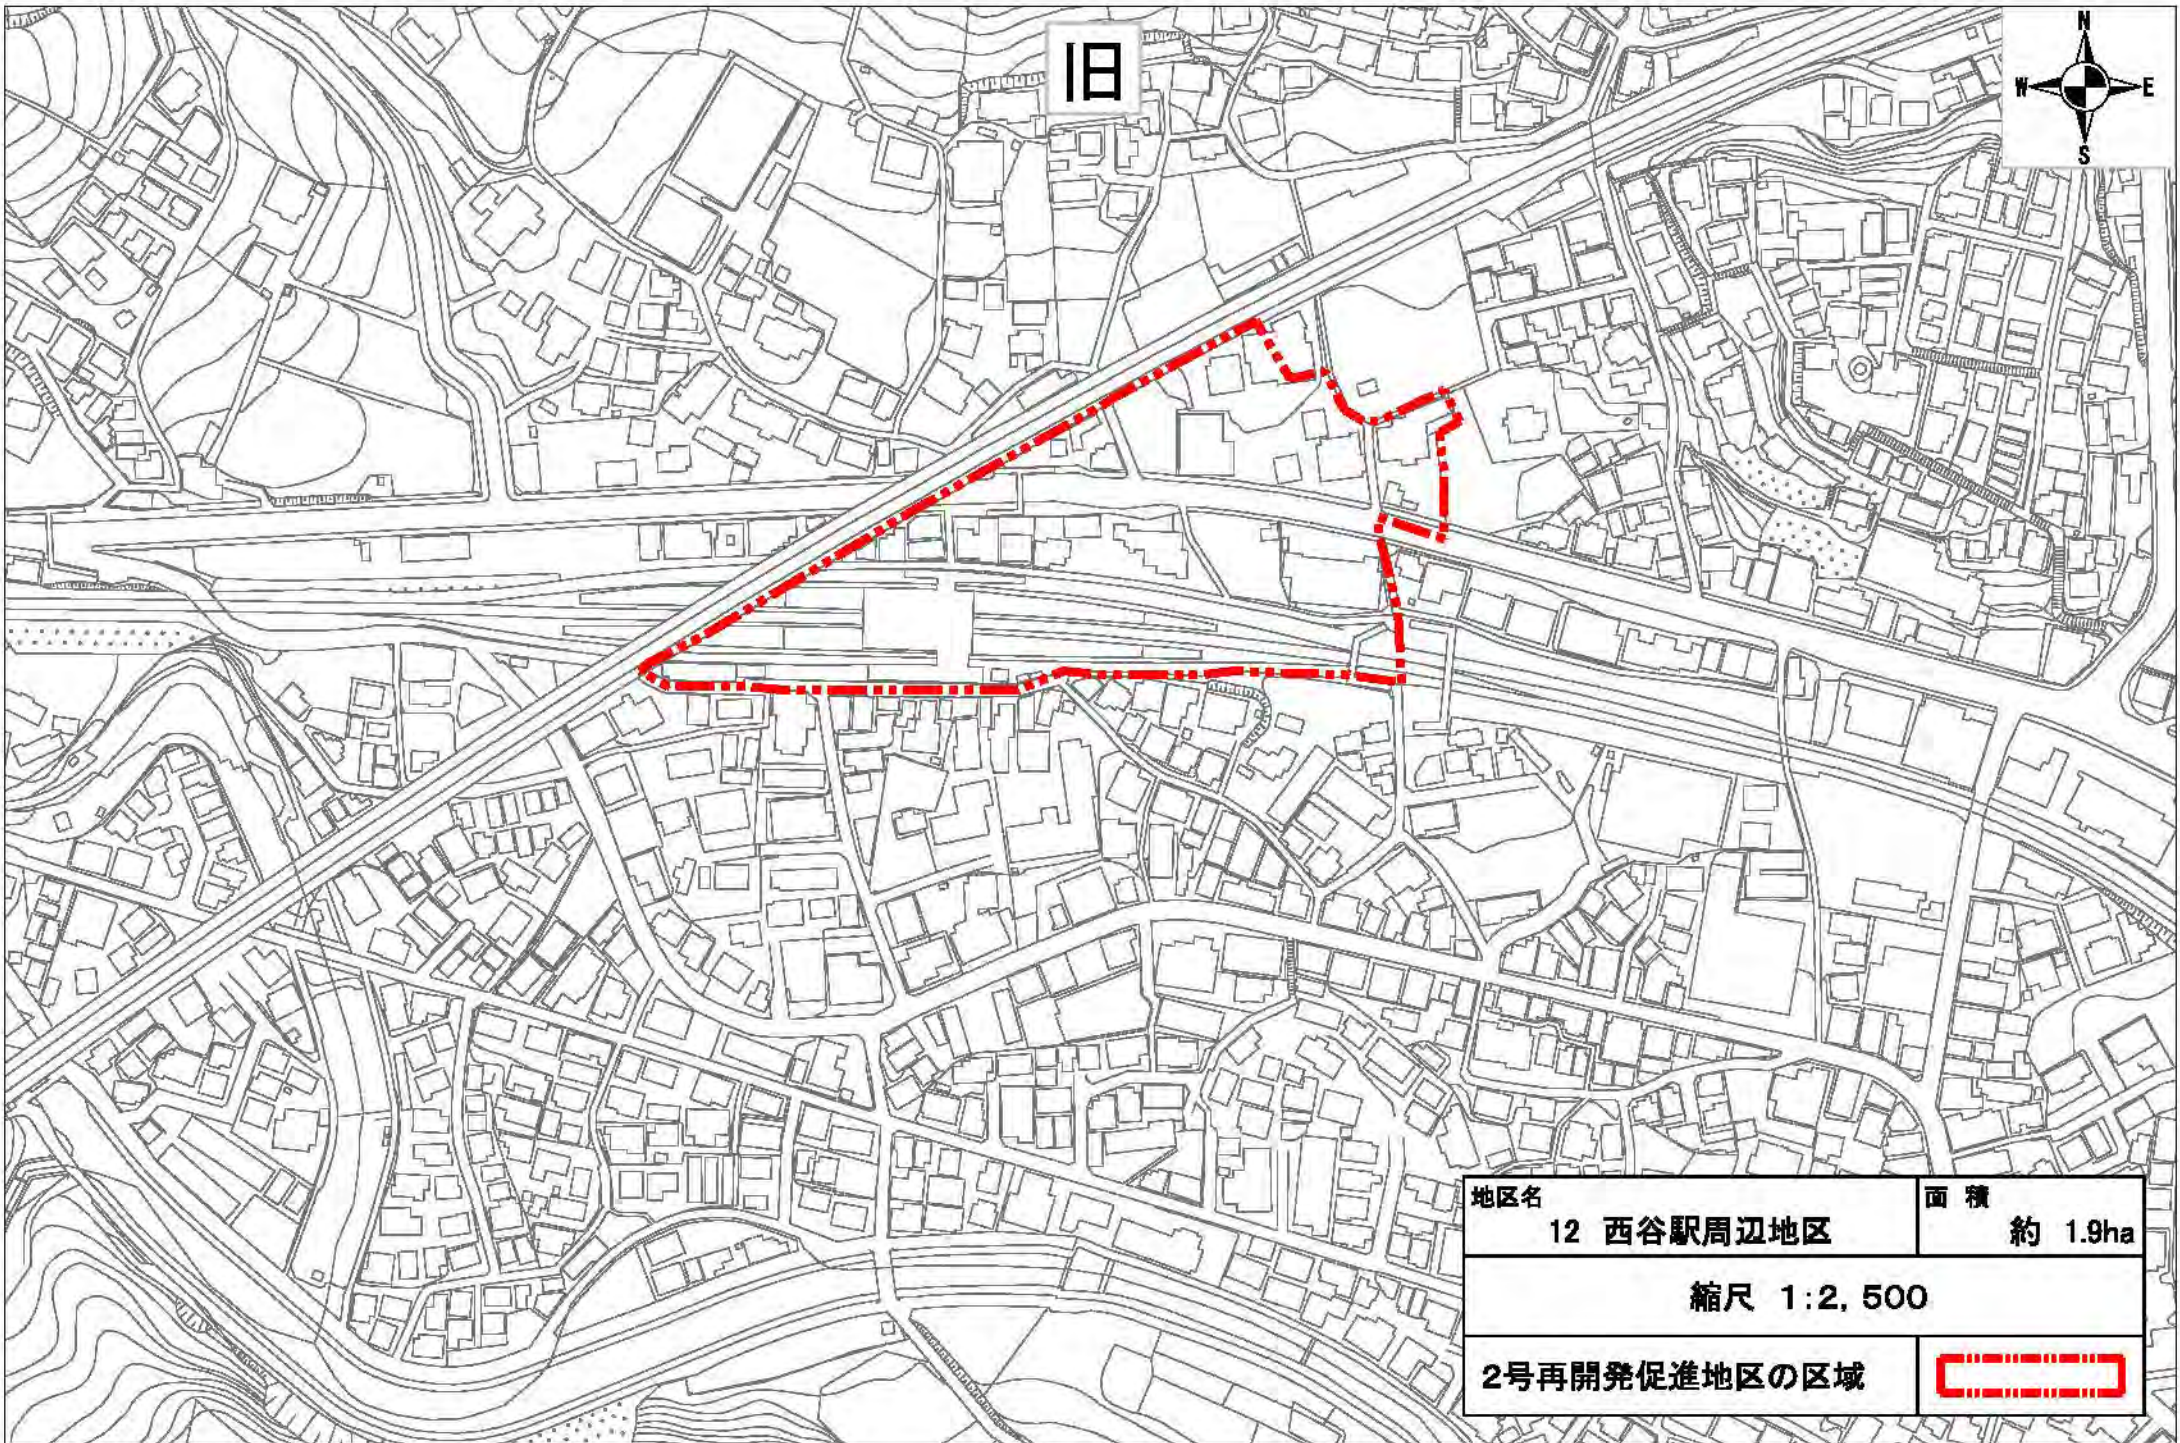 旧
N
W
E
S
地区名
12 西谷駅周辺地区
面 積
約 1.9ha
縮尺 1:2,500
2号再開発促進地区の区域